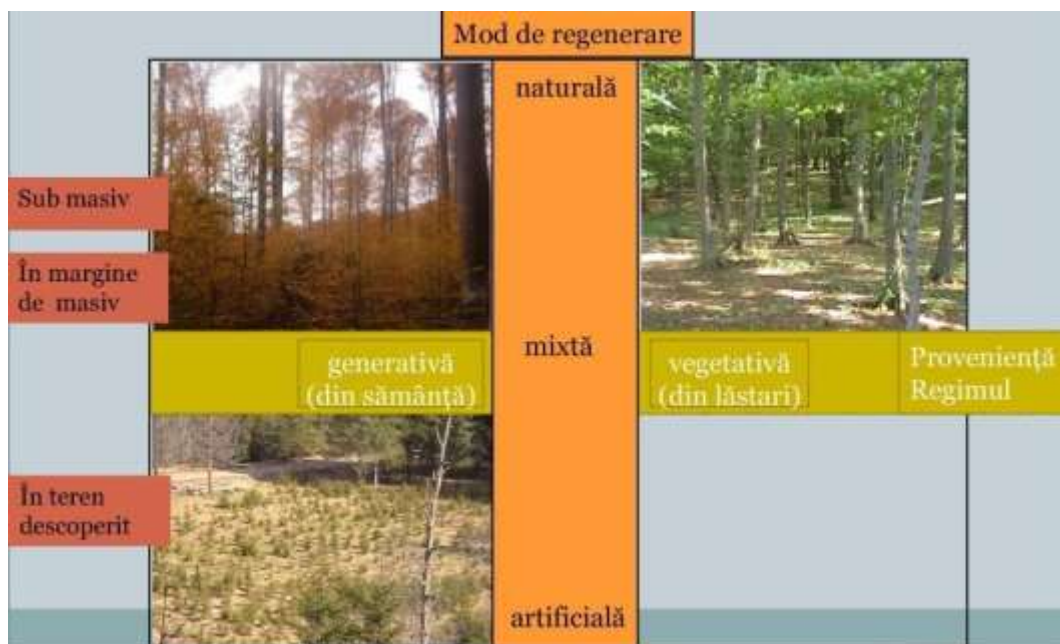 Mod de regenerare
naturală
Sub masiv
În margine
de masiv
mixtă
generativă
(din sămânță)
vegetativă
(din lăstari)
Proveniență
Regimul
În teren
descoperit
artificială